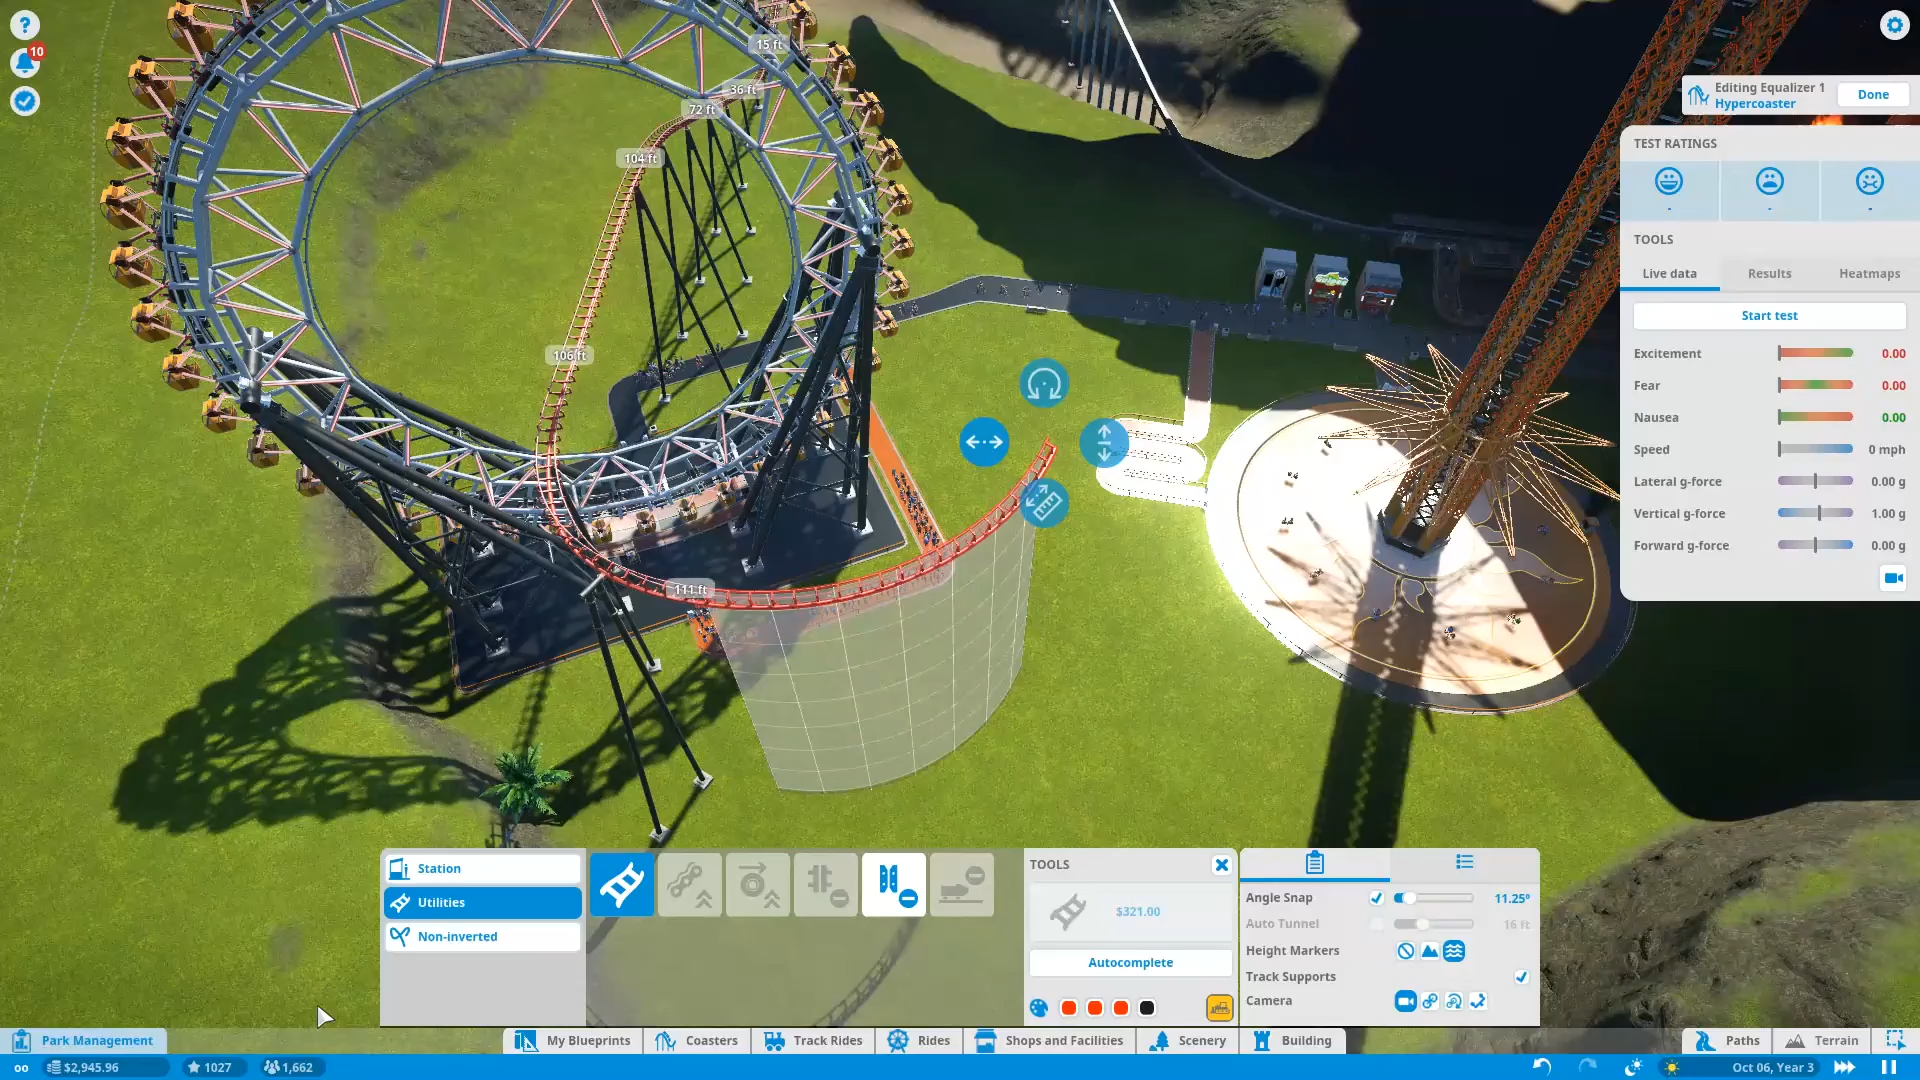 ?
10
15 ft
36 ft
72 ft
104 ft
106 ft
111 ft
Editing Equalizer 1
Hypercoaster
Done
TEST RATINGS
-
-
-
TOOLS
Live data
Results
Heatmaps
Start test
Excitement
0.00
Fear
0.00
Nausea
0.00
Speed
0 mph
Lateral g-force
0.00 g
Vertical g-force
1.00 g
Forward g-force
0.00 g
Station
Utilities
Non-inverted
TOOLS
$321.00
Autocomplete
Angle Snap
11.25°
Auto Tunnel
16 ft
Height Markers
Track Supports
Camera
Park Management
My Blueprints
Coasters
Track Rides
Rides
Shops and Facilities
Scenery
Building
Paths
Terrain
$2,945.96
1027
1,662
Oct 06, Year 3